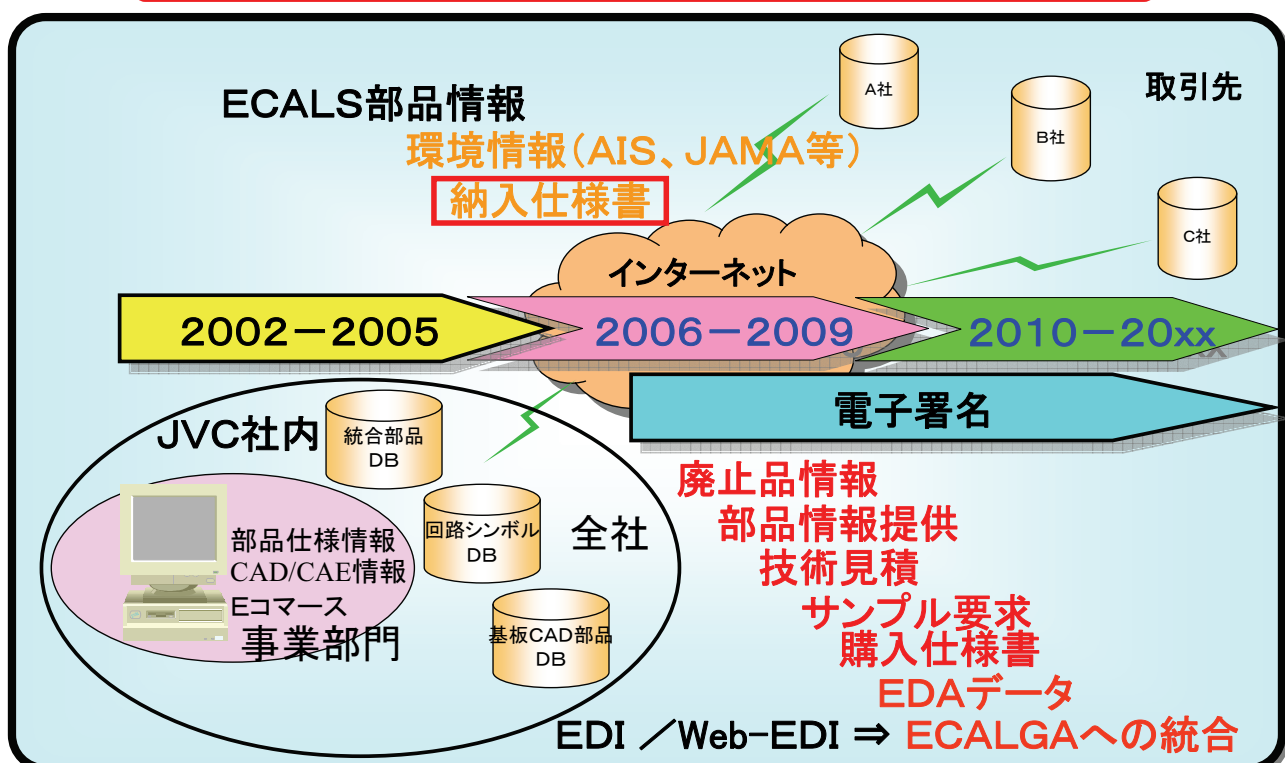 ECALS部品情報
環境情報(AIS、JAMA等)
納入仕様書
A社
B社
C社
取引先
インターネット
2002－2005
2006－2009
2010－20xx
電子署名
JVC社内
統合部品
DB
回路シンボル
DB
基板CAD部品
DB
全社
部品仕様情報
CAD/CAE情報
Eコマース
事業部門
廃止品情報
部品情報提供
技術見積
サンプル要求
購入仕様書
EDAデータ
EDI ／Web-EDI ⇒ ECALGAへの統合